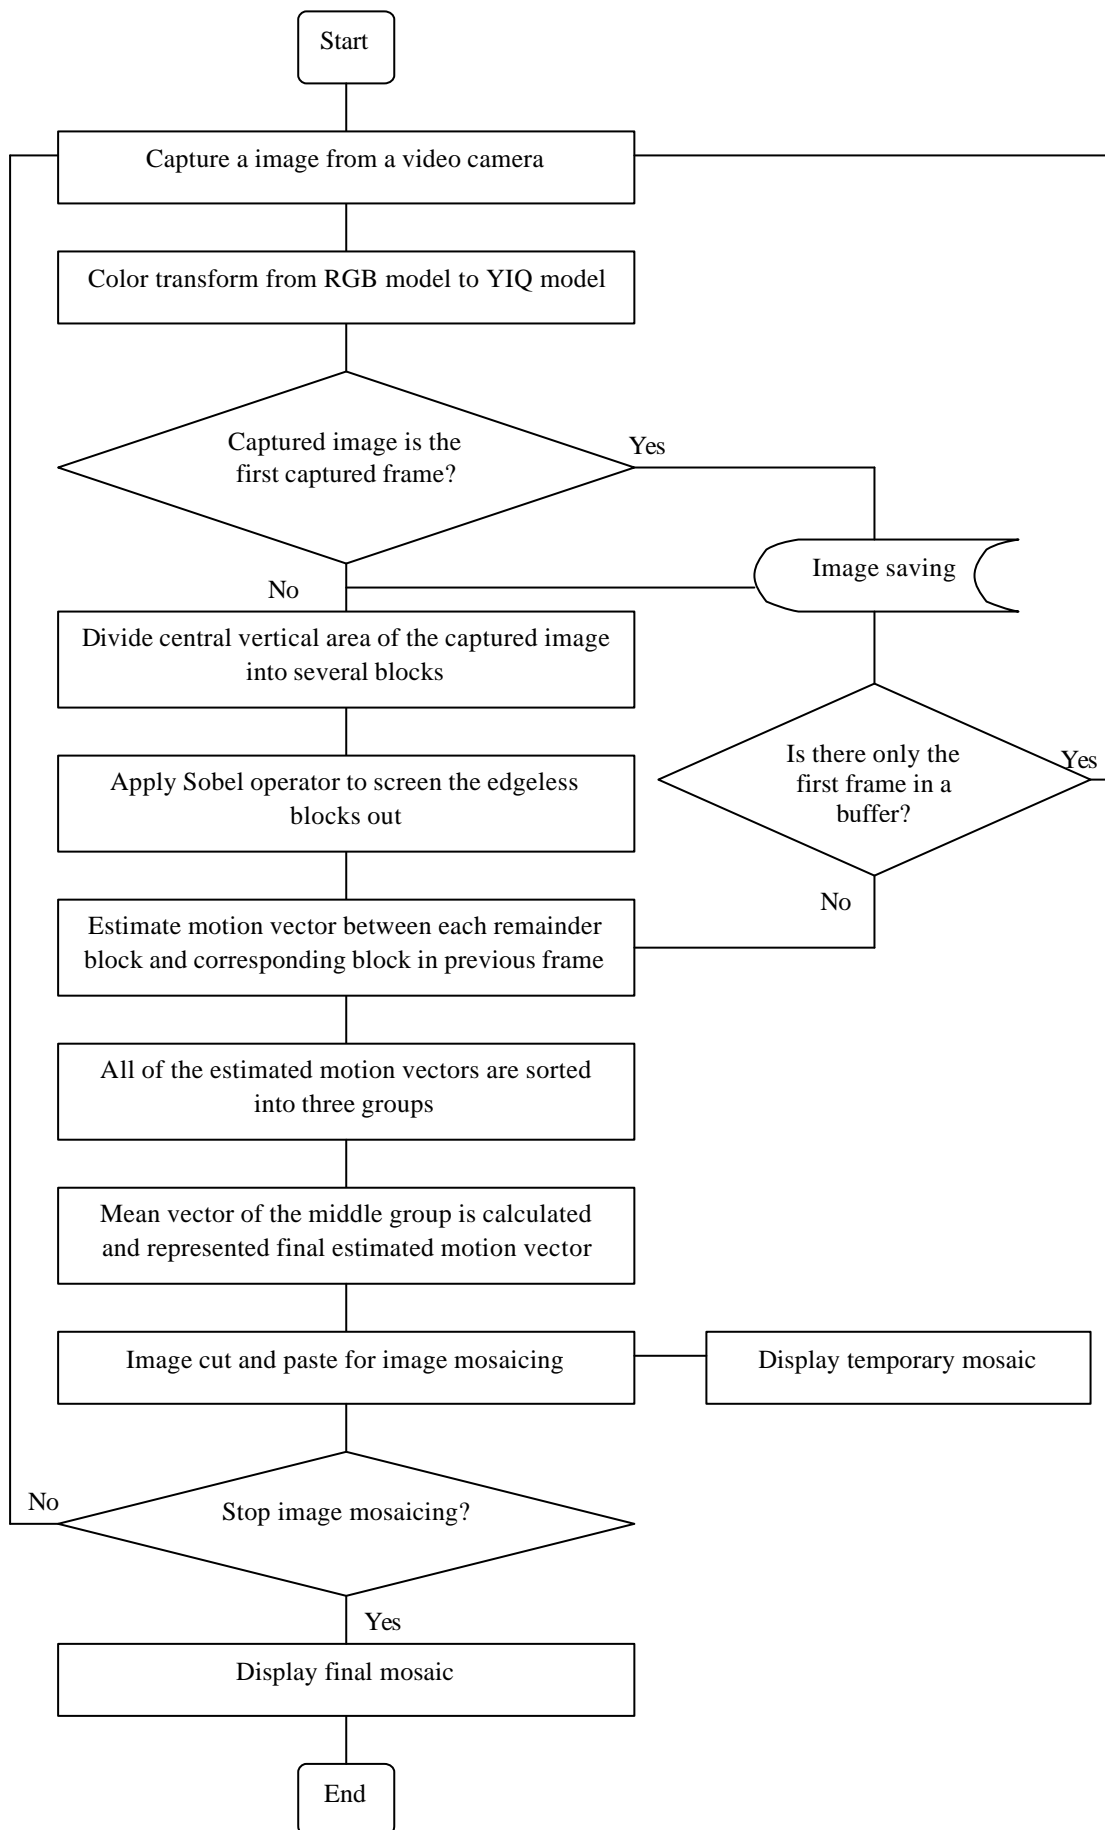 Start
Capture a image from a video camera
Color transform from RGB model to YIQ model
Captured image is the
first captured frame?
Yes
Image saving
No
Divide central vertical area of the captured image
into several blocks
Is there only the
first frame in a
buffer?
Yes
Apply Sobel operator to screen the edgeless
blocks out
No
Estimate motion vector between each remainder
block and corresponding block in previous frame
All of the estimated motion vectors are sorted
into three groups
Mean vector of the middle group is calculated
and represented final estimated motion vector
Image cut and paste for image mosaicing
Display temporary mosaic
No
Stop image mosaicing?
Yes
Display final mosaic
End